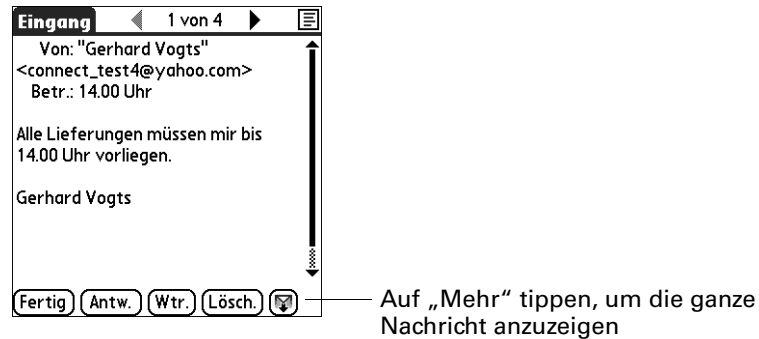 Eingang 1 von 4
Von: "Gerhard Vogts"
<connect_test4@yahoo.com>
Betr.: 14.00 Uhr
Alle Lieferungen müssen mir bis
14.00 Uhr vorliegen.
Gerhard Vogts
Fertig Antw. Wtr. Lösch.
Auf „Mehr“ tippen, um die ganze
Nachricht anzuzeigen